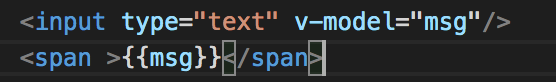 <input type="text" v-model="msg"/>
<span >{{msg}}</span>